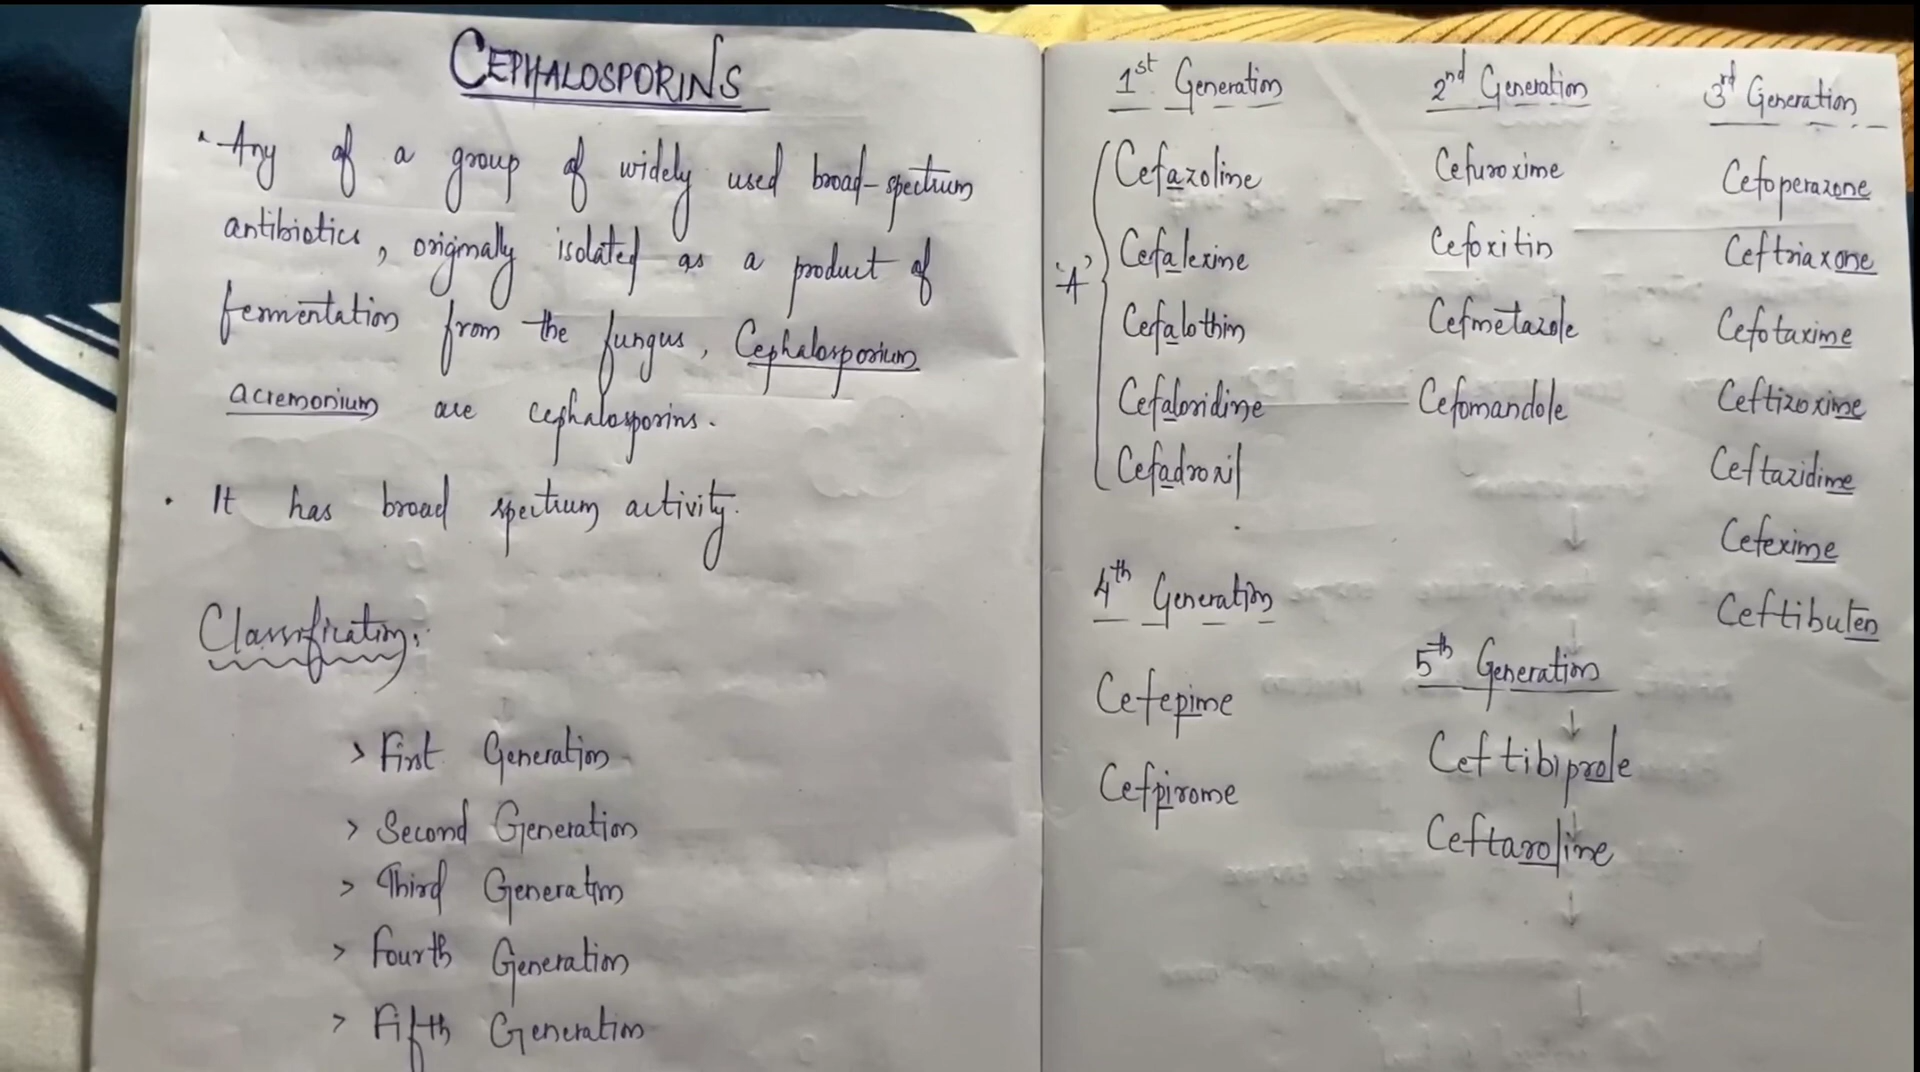 CEPHALOSPORINS
Any of a group of widely used broad-spectrum
antibiotics, originally isolated as a product of
fermentation from the fungus, Cephalosporium
acremonium are cephalosporins.
It has broad spectrum activity.
Classification:
> First Generation
> Second Generation
> Third Generation
> Fourth Generation
> Fifth Generation
1st Generation
'A'
Cefazoline
Cefalexine
Cefalothin
Cefaloridine
Cefadroxil
2nd Generation
Cefuroxime
Cefoxitin
Cefmetazole
Cefomandole
3rd Generation
Cefoperazone
Ceftriaxone
Cefotaxime
Ceftizoxime
Ceftazidime
Cefexime
Ceftibuten
4th Generation
Cefepime
Cefpirome
5th Generation
Ceftibiprole
Ceftaroline